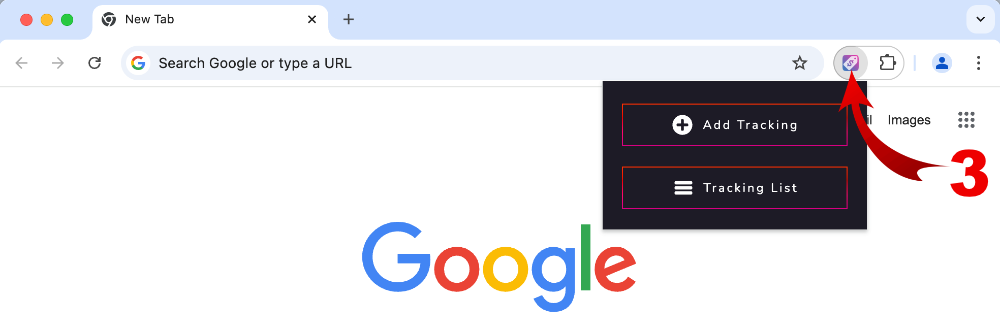 New Tab
Search Google or type a URL
Add Tracking
il Images
3
Tracking List
Google